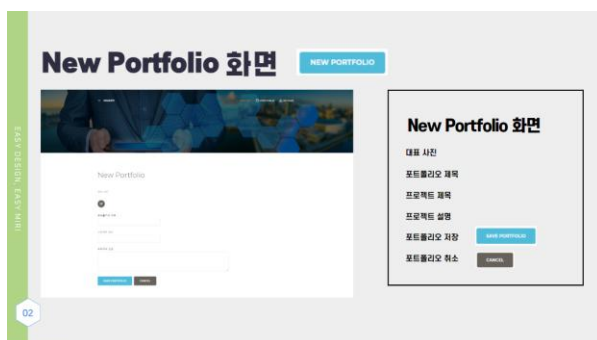 New Portfolio 화면
NEW PORTFOLIO
EASY DESIGN, EASY MIRI
New Portfolio
SAVE PORTFOLIO
CANCEL
New Portfolio 화면
대표 사진
포트폴리오 제목
프로젝트 제목
프로젝트 설명
포트폴리오 저장
SAVE PORTFOLIO
포트폴리오 취소
CANCEL
02